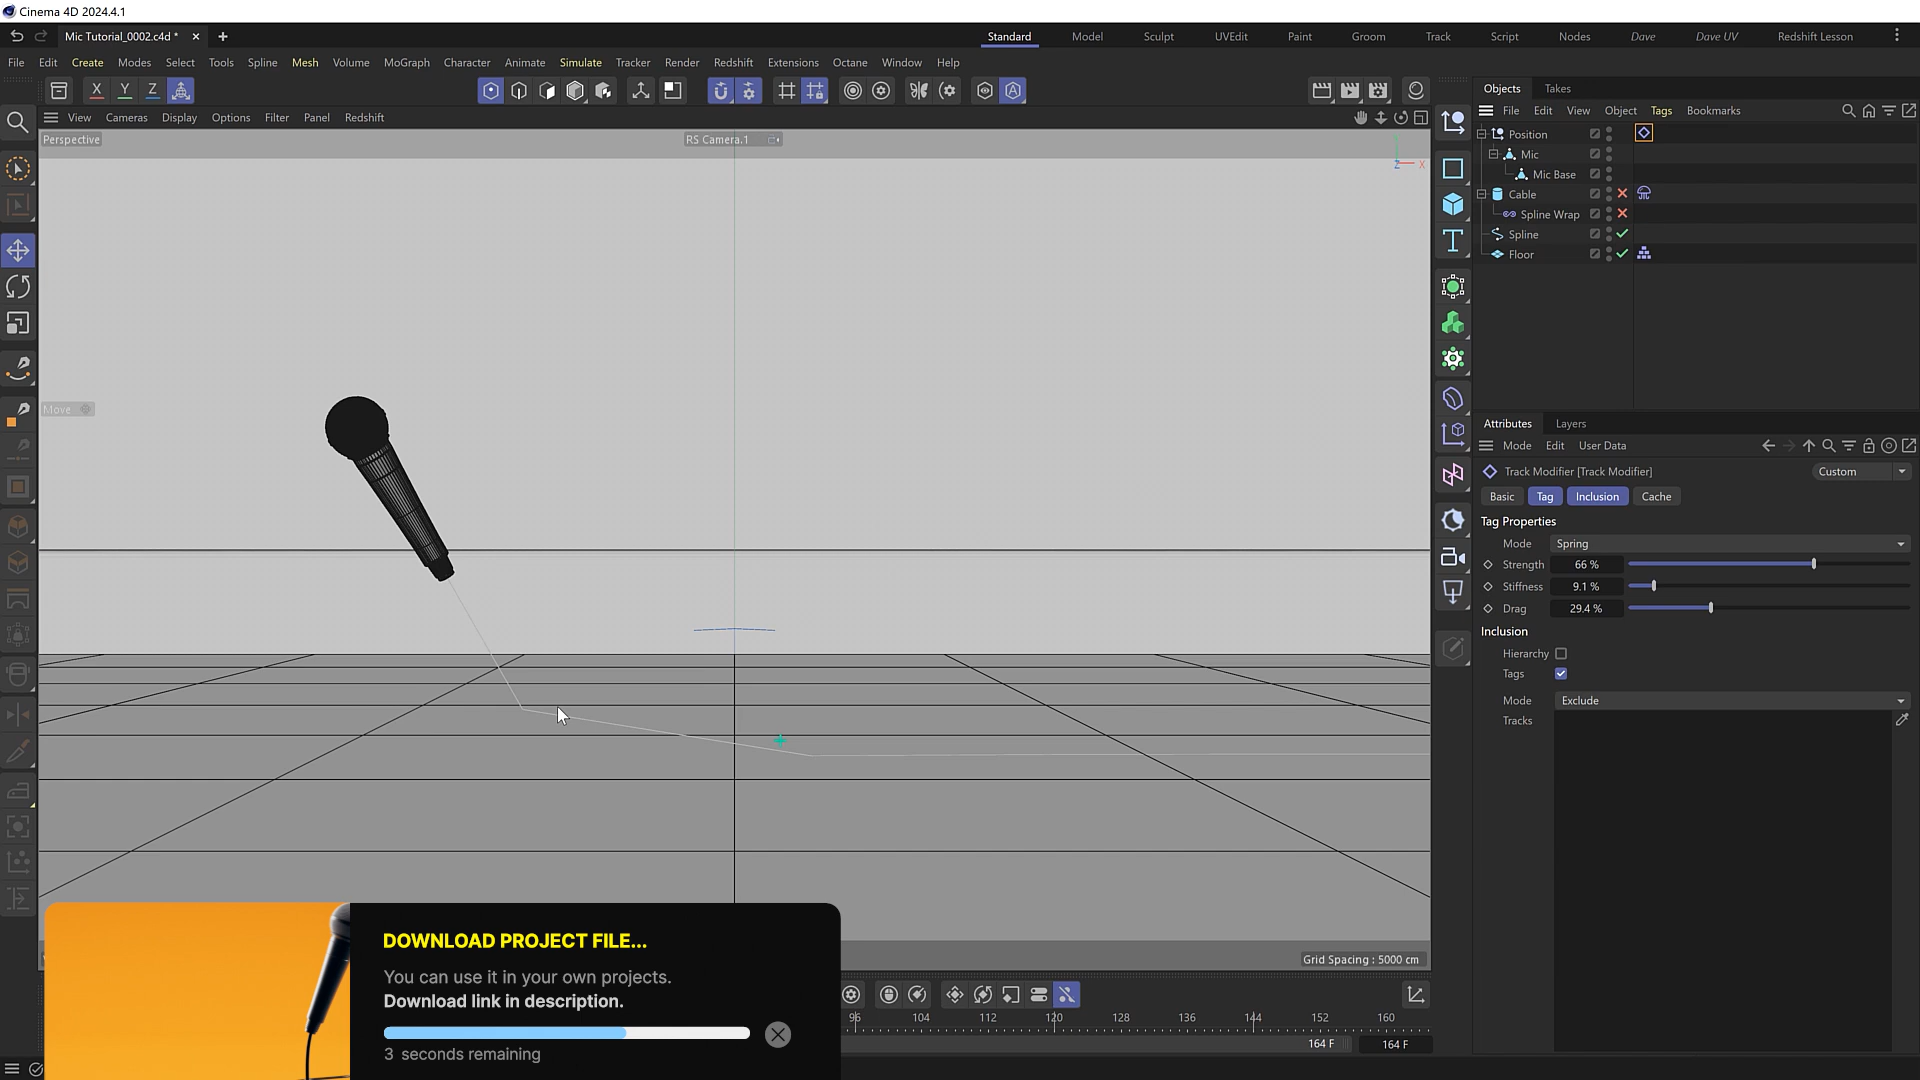 Cinema 4D 2024.4.1
Mic Tutorial_0002.c4d *
Standard Model Sculpt UVEdit Paint Groom Track Script Nodes Dave Dave UV Redshift Lesson
File Edit Create Modes Select Tools Spline Mesh Volume MoGraph Character Animate Simulate Tracker Render Redshift Extensions Octane Window Help
X Y Z
Objects Takes
View Cameras Display Options Filter Panel Redshift
File Edit View Object Tags Bookmarks
Perspective
RS Camera.1
Z X
Position
Mic
Mic Base
Cable
Spline Wrap
Spline
Floor
Move
Attributes Layers
Mode Edit User Data
Track Modifier [Track Modifier]
Custom
Basic Tag Inclusion Cache
Tag Properties
Mode Spring
Strength 66 %
Stiffness 9.1 %
Drag 29.4 %
Inclusion
Hierarchy
Tags
Mode Exclude
Tracks
Grid Spacing : 5000 cm
96 104 112 120 128 136 144 152 160
164 F 164 F
DOWNLOAD PROJECT FILE...
You can use it in your own projects.
Download link in description.
3 seconds remaining